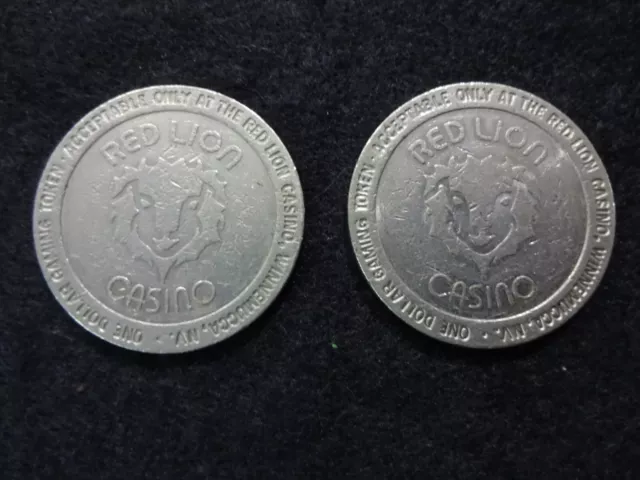 ACCEPTABLE ONLY AT THE RED LION CASINO, WINNEMUCCA, NV. · ONE DOLLAR GAMING TOKEN ·
RED LION
CASINO
ACCEPTABLE ONLY AT THE RED LION CASINO, WINNEMUCCA, NV. · ONE DOLLAR GAMING TOKEN ·
RED LION
CASINO